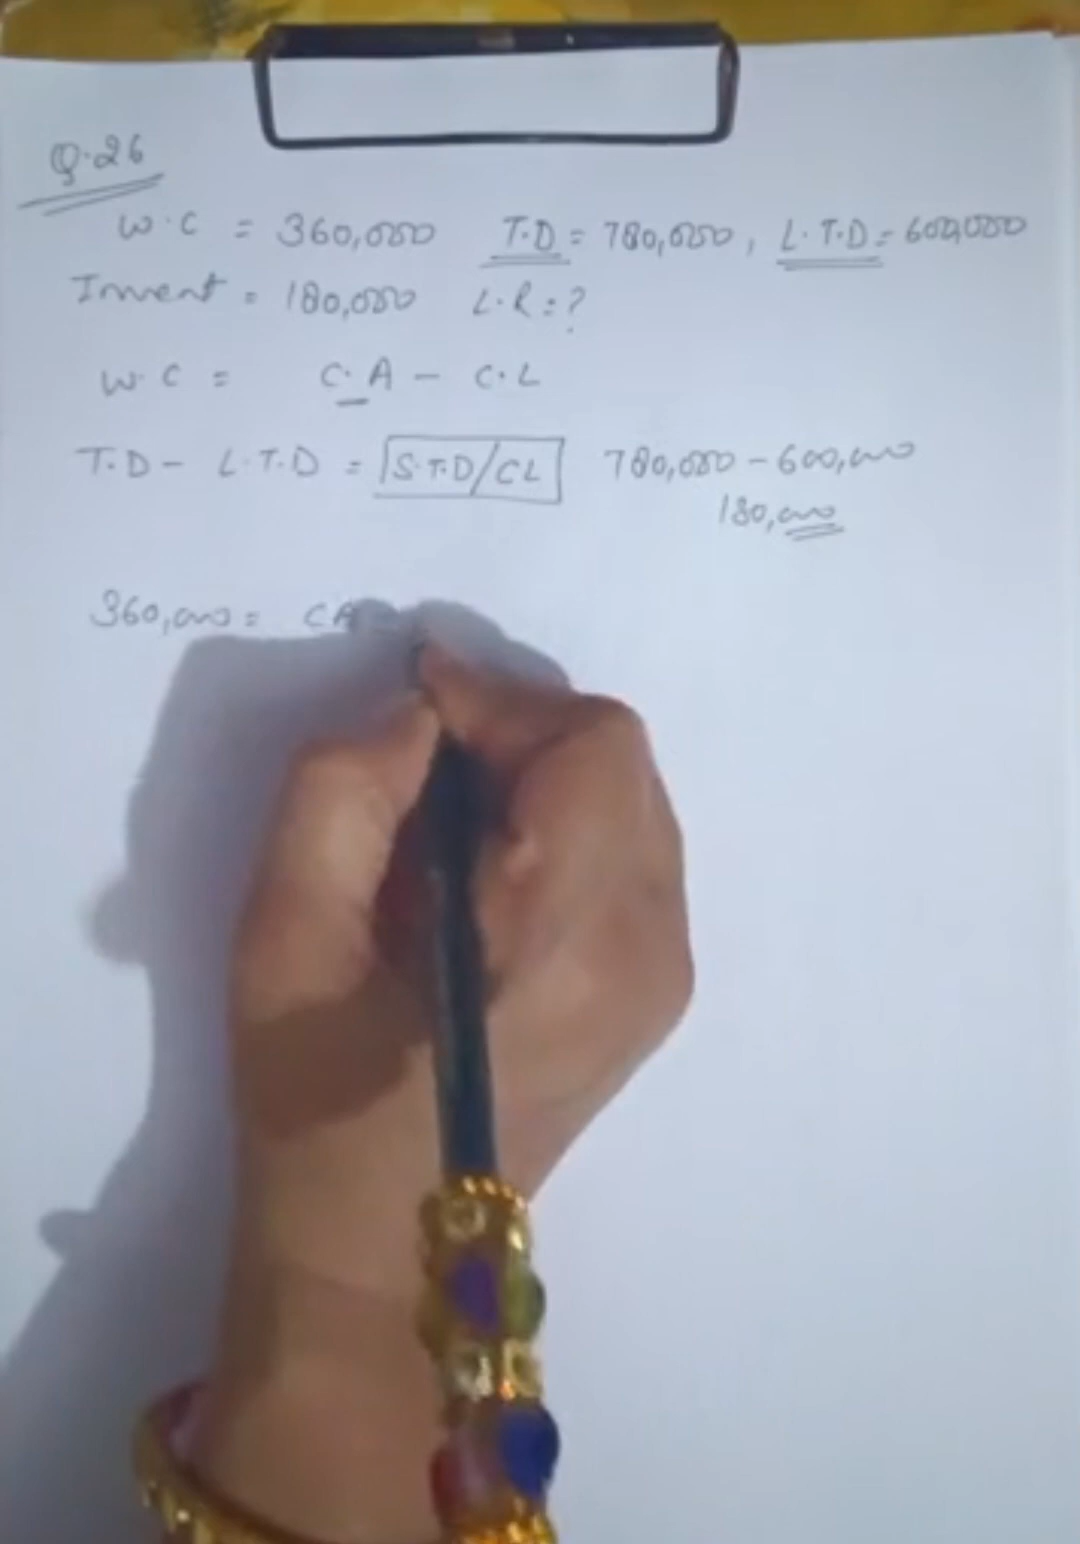 Q.26
W.C = 360,000 T.D = 780,000, L.T.D = 600,000
Invent = 180,000 L.R = ?
W.C = C.A - C.L
T.D - L.T.D = S.T.D/CL 780,000 - 600,000
180,000
360,000 = CA -